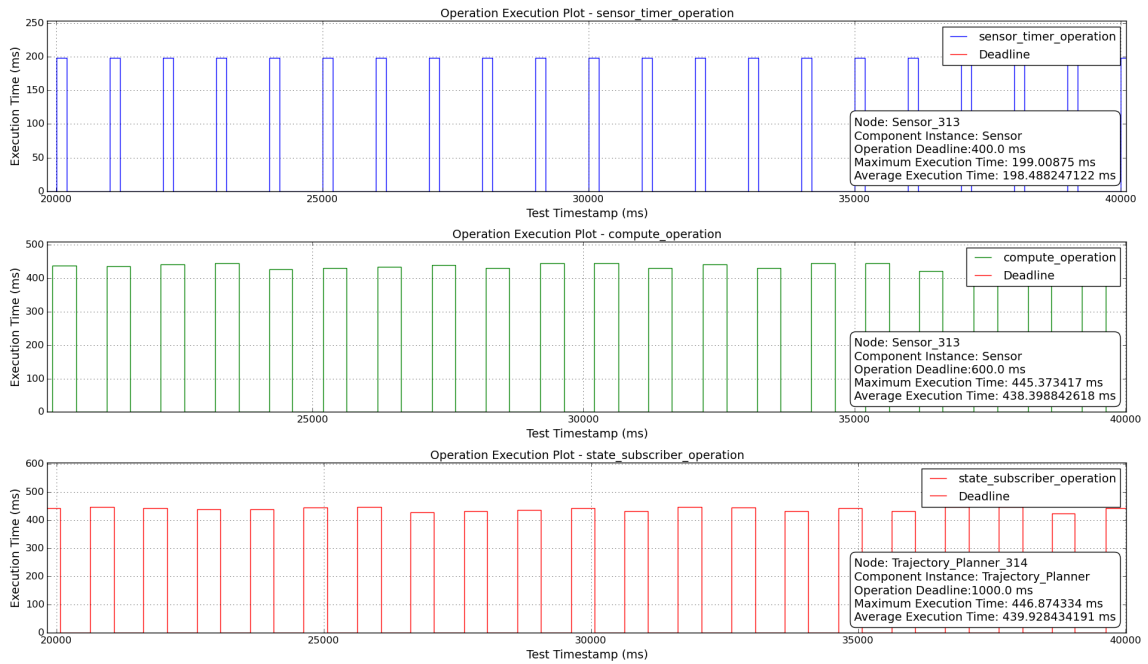 Operation Execution Plot - sensor_timer_operation
250
200
150
100
50
0
Execution Time (ms)
sensor_timer_operation
Deadline
Node: Sensor_313
Component Instance: Sensor
Operation Deadline:400.0 ms
Maximum Execution Time: 199.00875 ms
Average Execution Time: 198.488247122 ms
20000 25000 30000 35000 40000
Test Timestamp (ms)
Operation Execution Plot - compute_operation
500
400
300
200
100
0
Execution Time (ms)
compute_operation
Deadline
Node: Sensor_313
Component Instance: Sensor
Operation Deadline:600.0 ms
Maximum Execution Time: 445.373417 ms
Average Execution Time: 438.398842618 ms
25000 30000 35000 40000
Test Timestamp (ms)
Operation Execution Plot - state_subscriber_operation
600
500
400
300
200
100
0
Execution Time (ms)
state_subscriber_operation
Deadline
Node: Trajectory_Planner_314
Component Instance: Trajectory_Planner
Operation Deadline:1000.0 ms
Maximum Execution Time: 446.874334 ms
Average Execution Time: 439.928434191 ms
20000 25000 30000 35000 40000
Test Timestamp (ms)